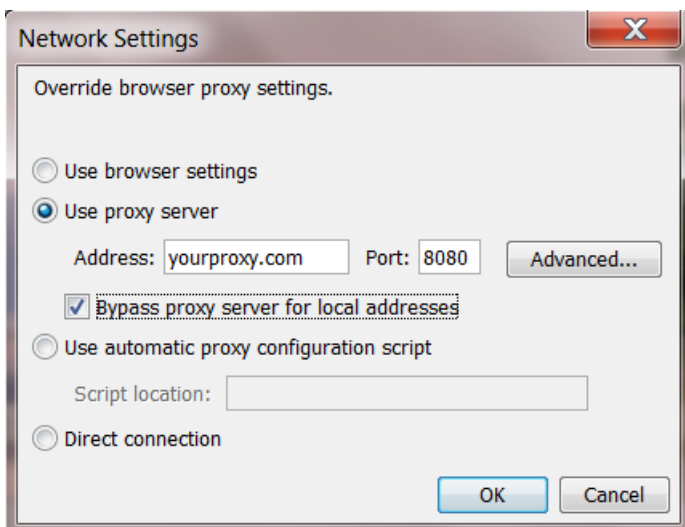 Network Settings
Override browser proxy settings.
Use browser settings
Use proxy server
Address: yourproxy.com Port: 8080 Advanced...
Bypass proxy server for local addresses
Use automatic proxy configuration script
Script location:
Direct connection
OK Cancel